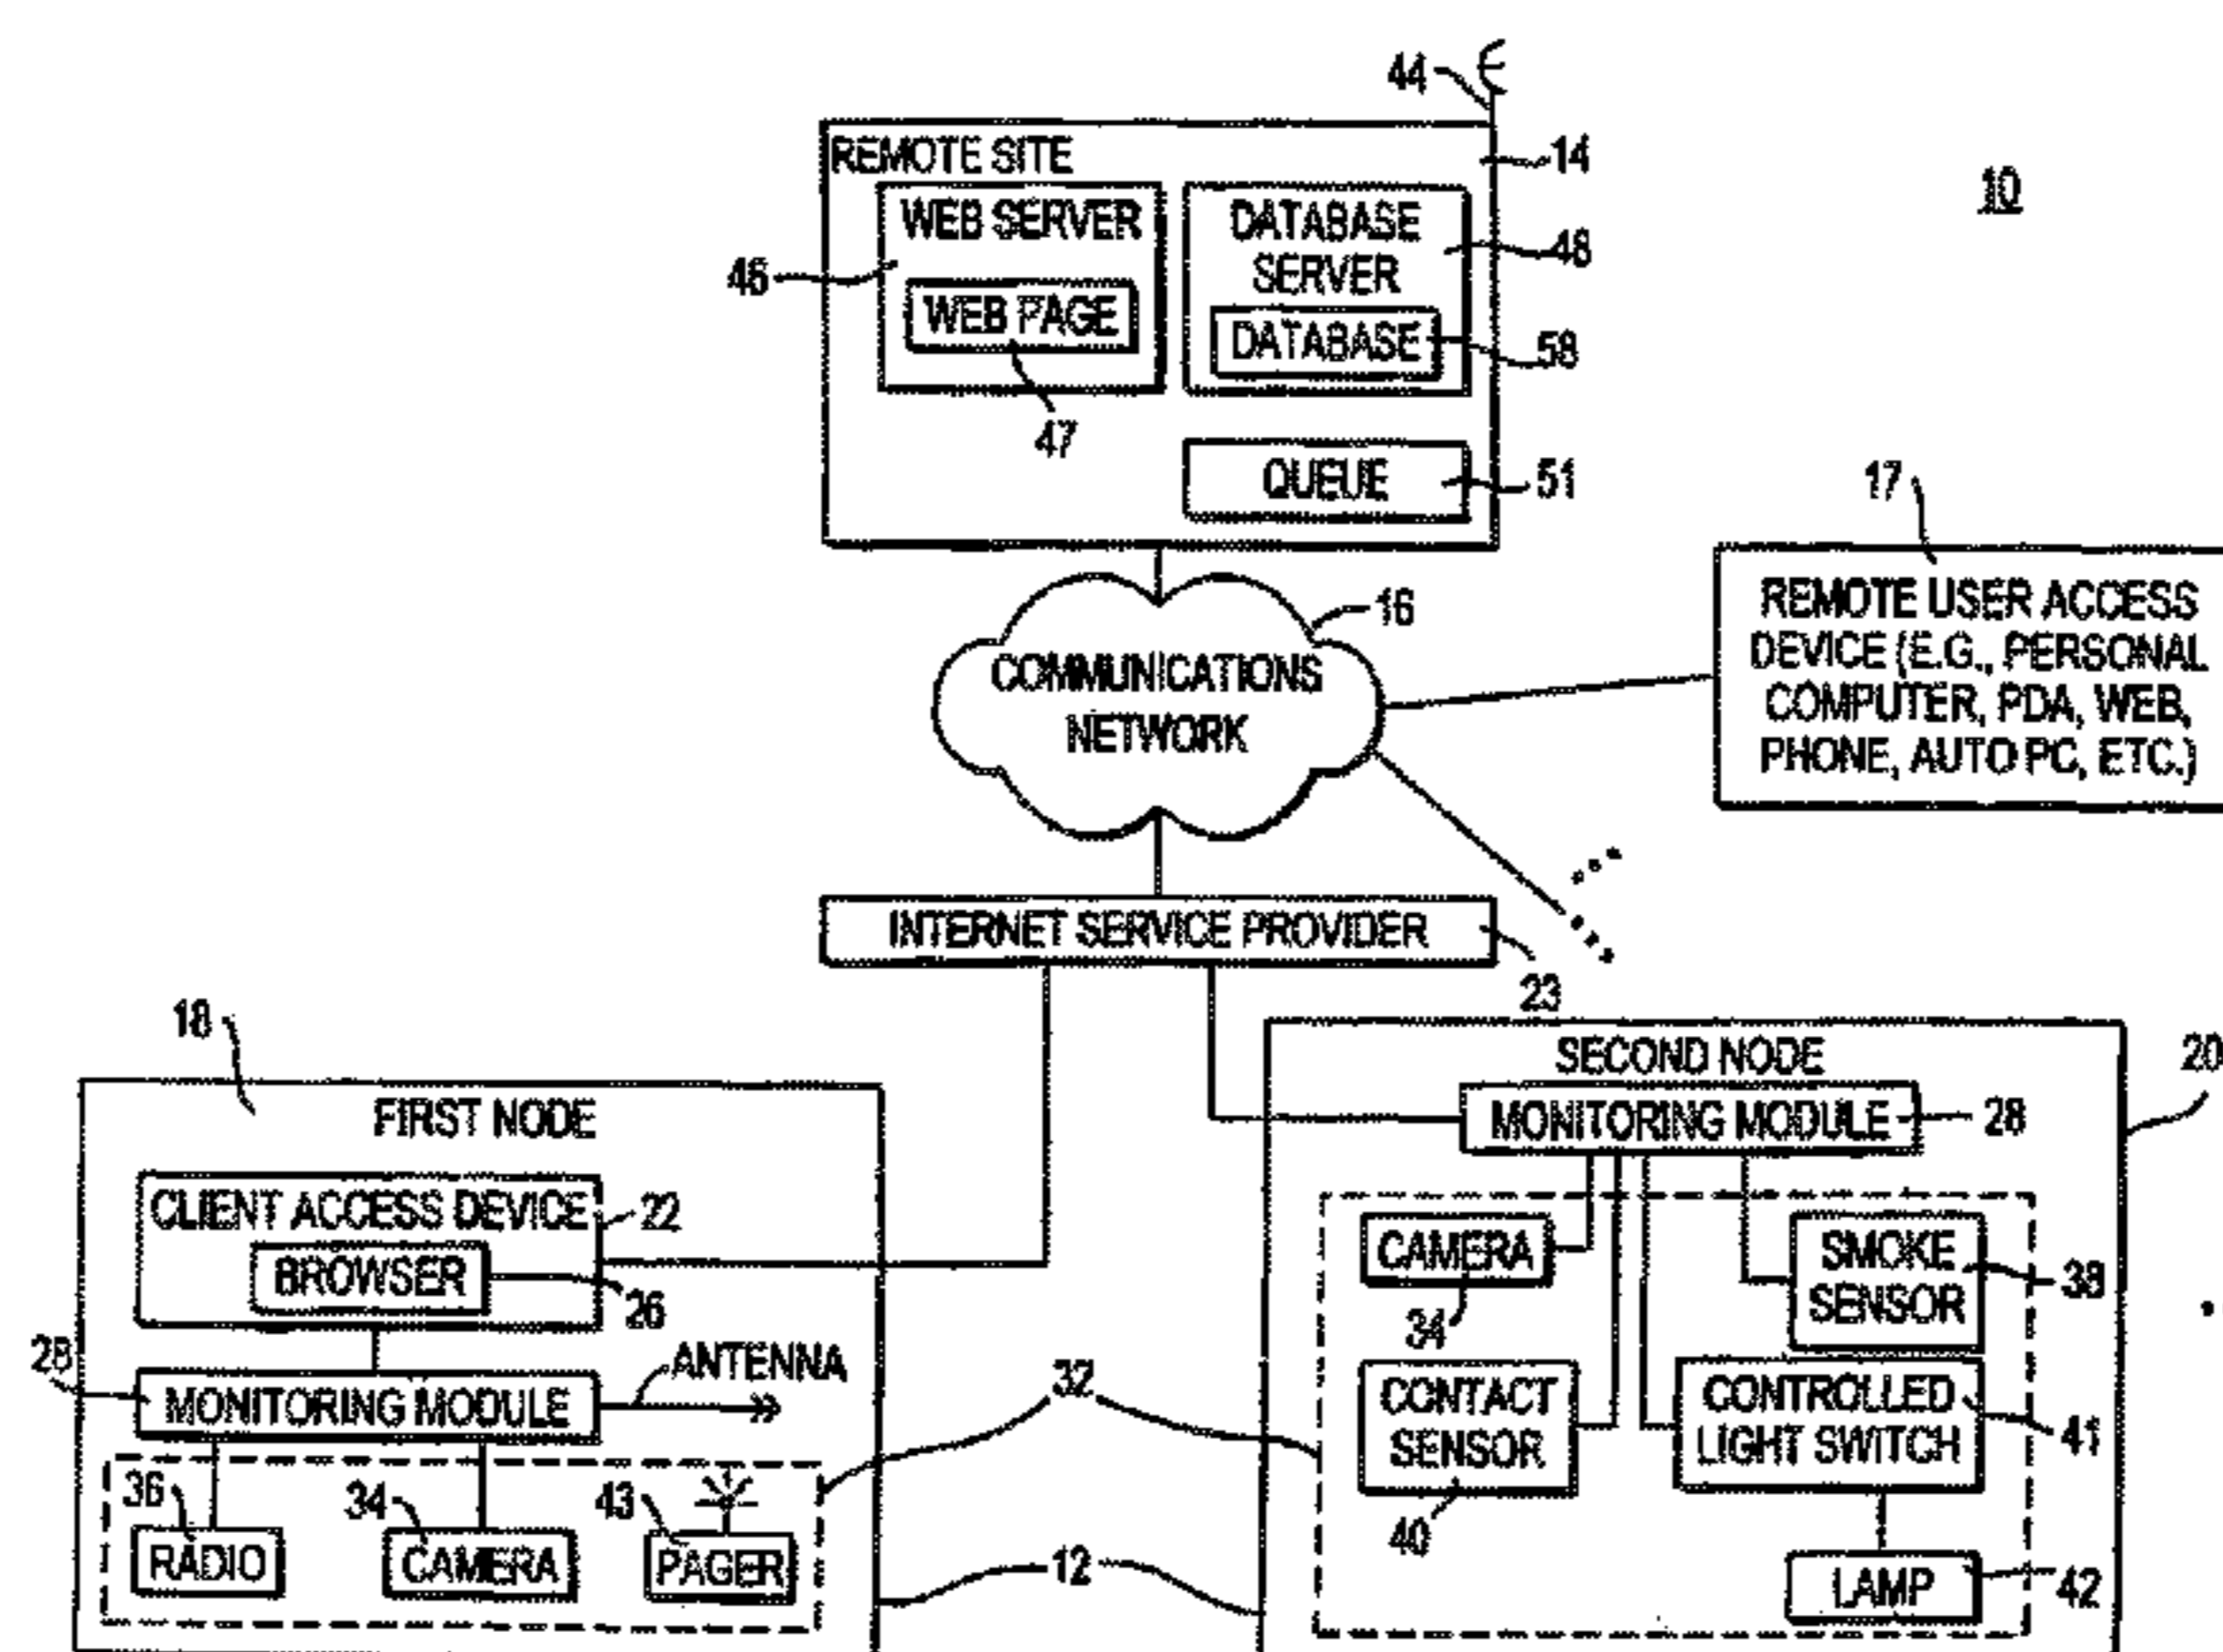 44
REMOTE SITE
14
10
WEB SERVER
DATABASE
SERVER
48
46
WEB PAGE
DATABASE
58
47
QUEUE
51
17
16
REMOTE USER ACCESS
DEVICE (E.G., PERSONAL
COMPUTER, PDA, WEB,
PHONE, AUTO PC, ETC.)
COMMUNICATIONS
NETWORK
INTERNET SERVICE PROVIDER
23
18
FIRST NODE
CLIENT ACCESS DEVICE
22
BROWSER
26
28
MONITORING MODULE
ANTENNA
36
34
43
RADIO
CAMERA
PAGER
32
12
SECOND NODE
20
MONITORING MODULE
28
CAMERA
34
SMOKE
SENSOR
38
CONTACT
SENSOR
40
CONTROLLED
LIGHT SWITCH
41
LAMP
42